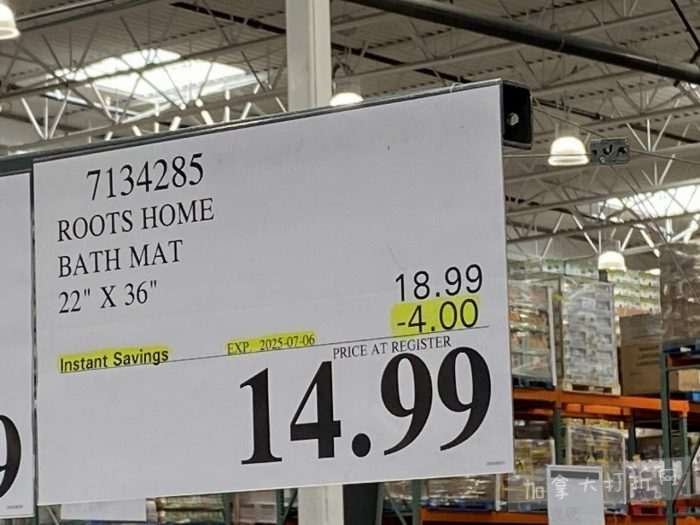 7134285
ROOTS HOME
BATH MAT
22" X 36"
18.99
-4.00
Instant Savings
EXP. 2025-07-06
PRICE AT REGISTER
14.99
9
加拿大打折网